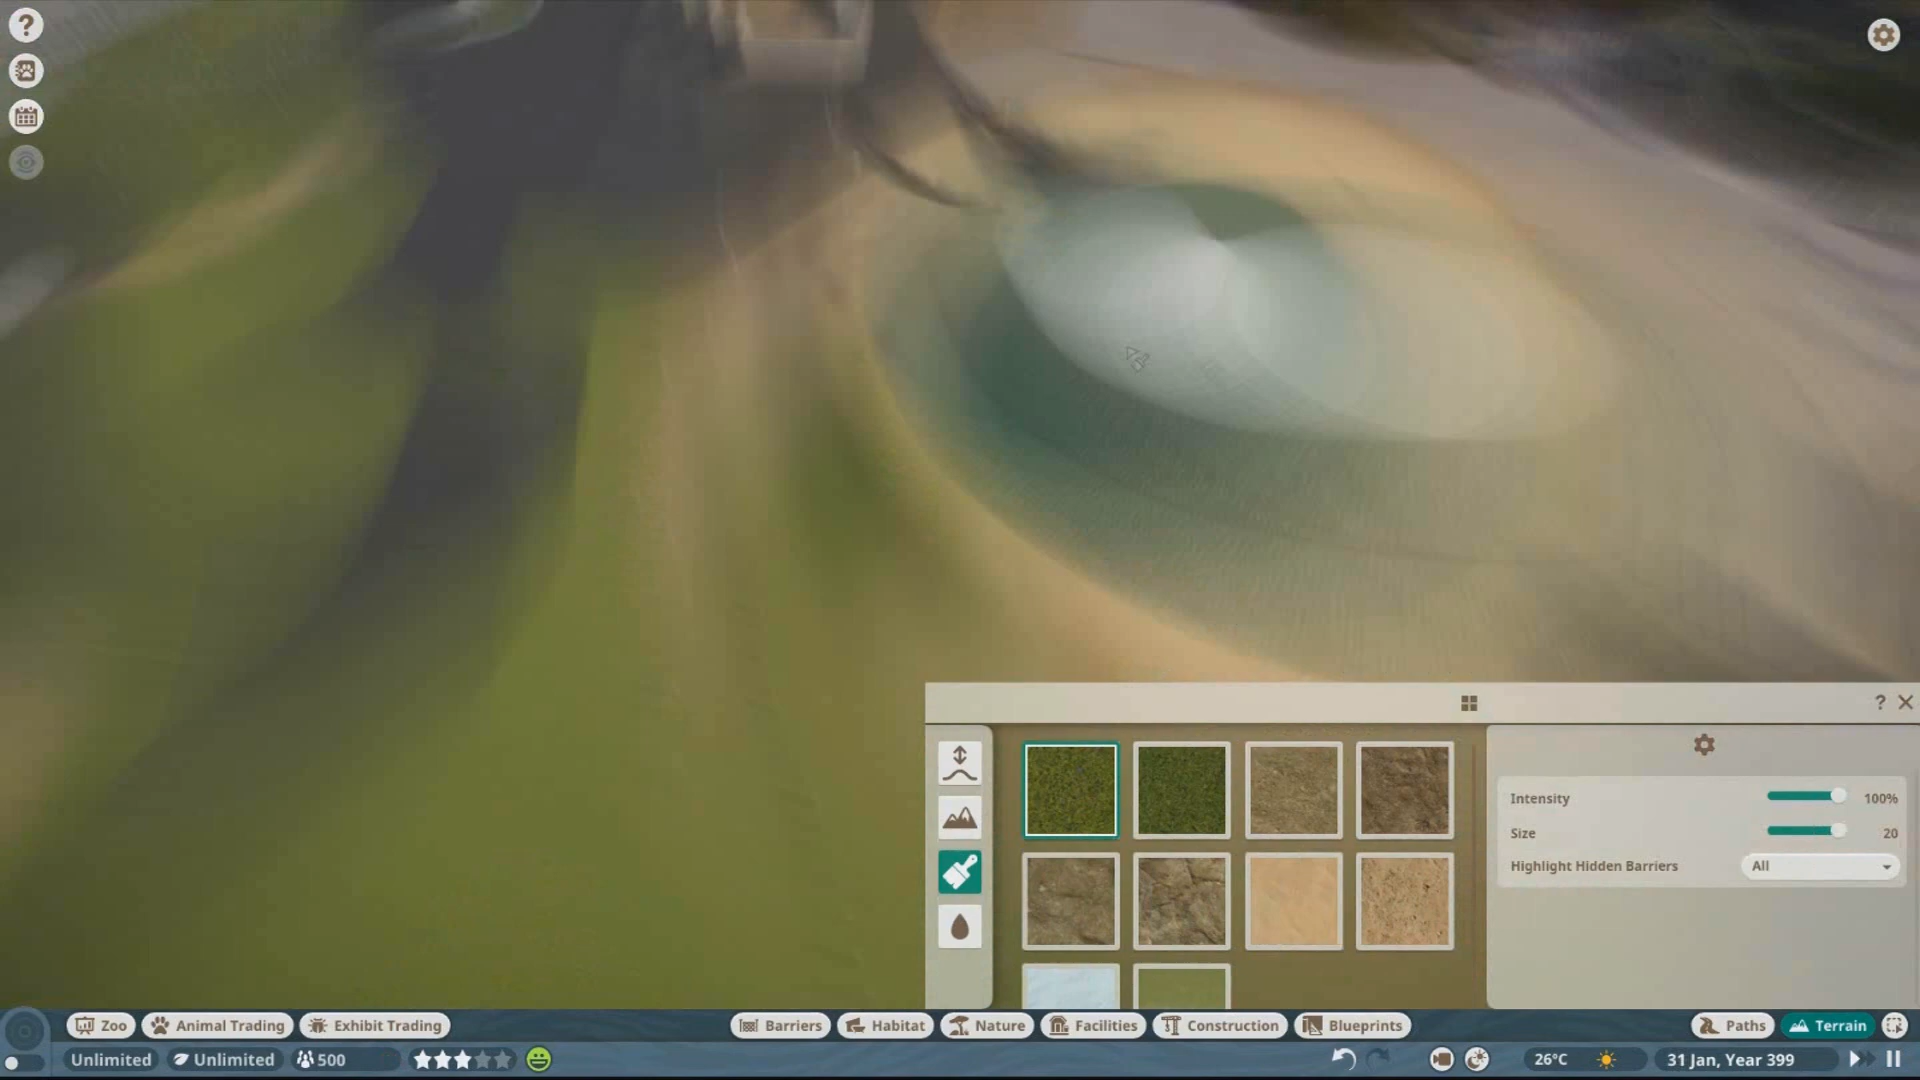 ?
? ×
Intensity 100%
Size 20
Highlight Hidden Barriers All
Zoo Animal Trading Exhibit Trading Barriers Habitat Nature Facilities Construction Blueprints Paths Terrain
Unlimited Unlimited 500 26°C 31 Jan, Year 399